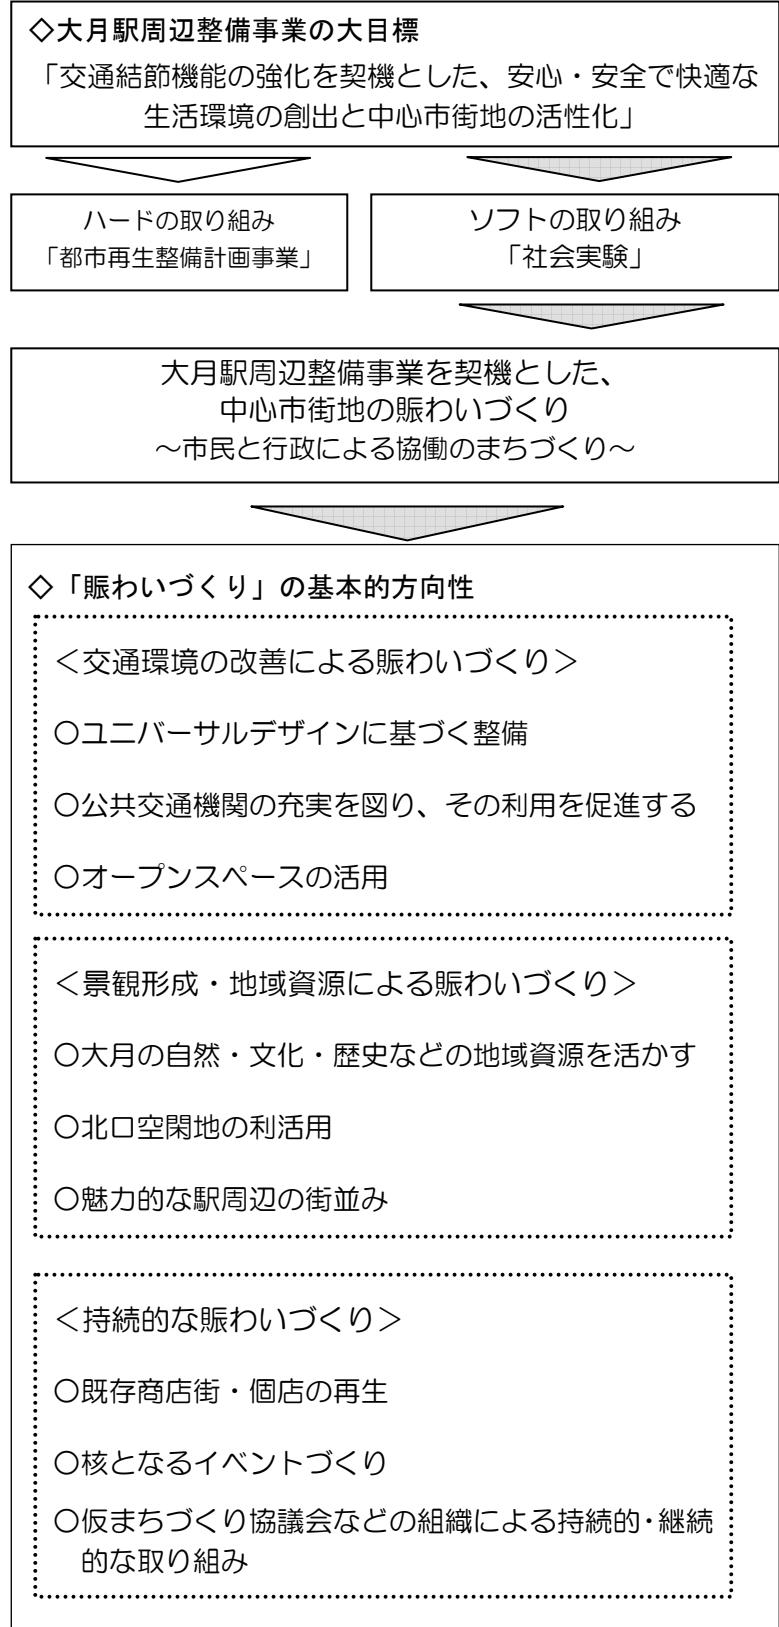 ◇大月駅周辺整備事業の大目標
「交通結節機能の強化を契機とした、安心・安全で快適な
生活環境の創出と中心市街地の活性化」
ハードの取り組み
「都市再生整備計画事業」
ソフトの取り組み
「社会実験」
大月駅周辺整備事業を契機とした、
中心市街地の賑わいづくり
～市民と行政による協働のまちづくり～
◇「賑わいづくり」の基本的方向性
＜交通環境の改善による賑わいづくり＞
○ユニバーサルデザインに基づく整備
○公共交通機関の充実を図り、その利用を促進する
○オープンスペースの活用
＜景観形成・地域資源による賑わいづくり＞
○大月の自然・文化・歴史などの地域資源を活かす
○北口空閑地の利活用
○魅力的な駅周辺の街並み
＜持続的な賑わいづくり＞
○既存商店街・個店の再生
○核となるイベントづくり
○仮まちづくり協議会などの組織による持続的・継続
的な取り組み